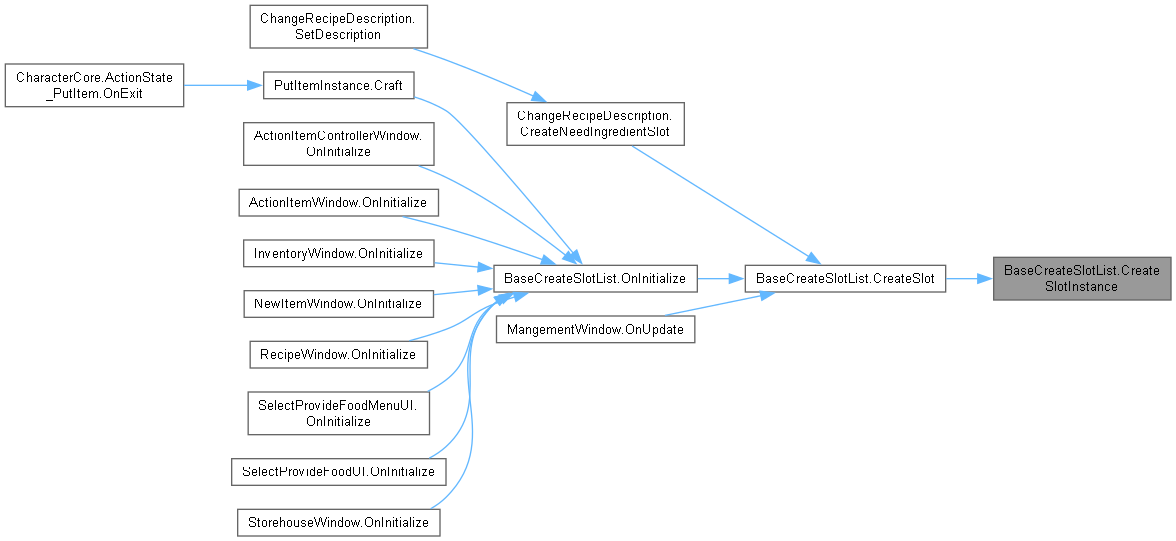 ChangeRecipeDescription.
SetDescription
CharacterCore.ActionState
_PutItem.OnExit
PutItemInstance.Craft
ChangeRecipeDescription.
CreateNeedIngredientSlot
ActionItemControllerWindow.
OnInitialize
ActionItemWindow.OnInitialize
InventoryWindow.OnInitialize
BaseCreateSlotList.OnInitialize
BaseCreateSlotList.CreateSlot
BaseCreateSlotList.Create
SlotInstance
NewItemWindow.OnInitialize
MangementWindow.OnUpdate
RecipeWindow.OnInitialize
SelectProvideFoodMenuUI.
OnInitialize
SelectProvideFoodUI.OnInitialize
StorehouseWindow.OnInitialize